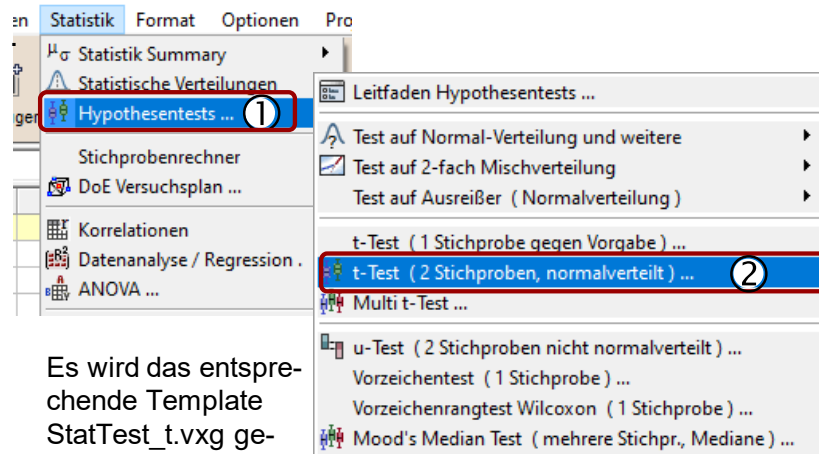 en Statistik Format Optionen Pro
μσ Statistik Summary
Statistische Verteilungen
Hypothesentests ... 1
ger
Stichprobenrechner
DoE Versuchsplan ...
Korrelationen
R² Datenanalyse / Regression .
ANOVA ...
Leitfaden Hypothesentests ...
Test auf Normal-Verteilung und weitere
Test auf 2-fach Mischverteilung
Test auf Ausreißer ( Normalverteilung )
t-Test ( 1 Stichprobe gegen Vorgabe ) ...
t-Test ( 2 Stichproben, normalverteilt ) ... 2
Multi t-Test ...
u-Test ( 2 Stichproben nicht normalverteilt ) ...
Vorzeichentest ( 1 Stichprobe ) ...
Vorzeichenrangtest Wilcoxon ( 1 Stichprobe ) ...
Mood's Median Test ( mehrere Stichpr., Mediane ) ...
Es wird das entspre-
chende Template
StatTest_t.vxg ge-